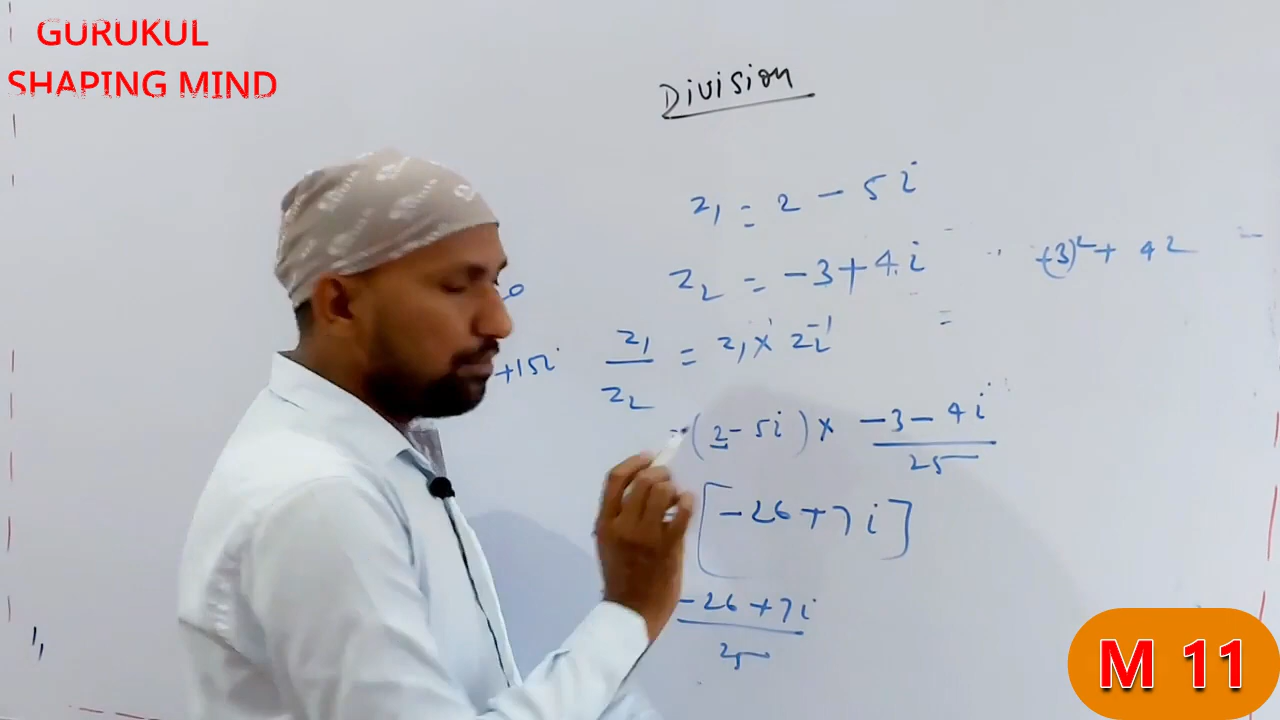 GURUKUL
SHAPING MIND
Division
z₁ = 2 - 5i
z₂ = -3 + 4i
(-3)² + 4²
=
z₁/z₂ = z₁ × z₂⁻¹
+15i
= (2 - 5i) × (-3 - 4i)/25
[-26 + 7i]
(-26 + 7i)/25
M 11